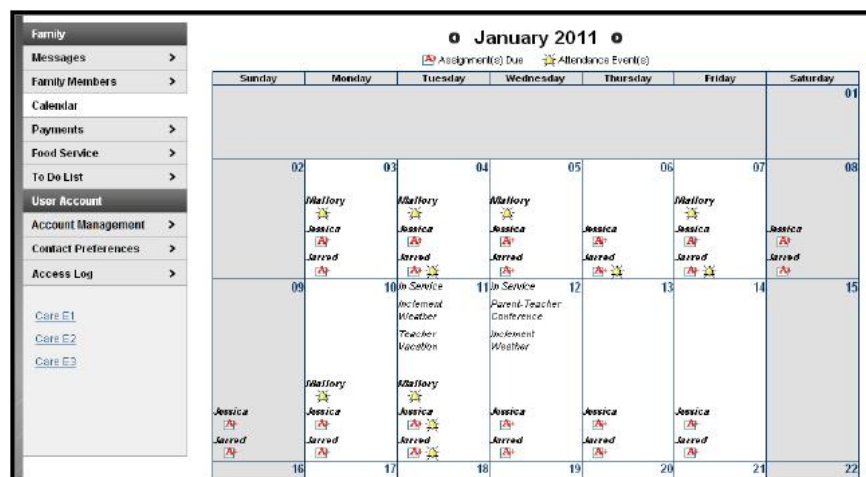 Family
Messages
Family Members
Calendar
Payments
Food Service
To Do List
User Account
Account Management
Contact Preferences
Access Log
Care E1
Care E2
Care E3
January 2011
Assignment(s) Due Attendance Event(s)
Sunday Monday Tuesday Wednesday Thursday Friday Saturday
01
02 03 04 05 06 07 08
Mallory Mallory Mallory Mallory
Jessica Jessica Jessica Jessica Jessica Jessica
Jarred Jarred Jarred Jarred Jarred Jarred
09 10 In Service 11 In Service 12 13 14 15
Inclement Parent-Teacher
Weather Conference
Teacher Inclement
Vacation Weather
Mallory Mallory
Jessica Jessica Jessica Jessica Jessica Jessica
Jarred Jarred Jarred Jarred Jarred Jarred
16 17 18 19 20 21 22